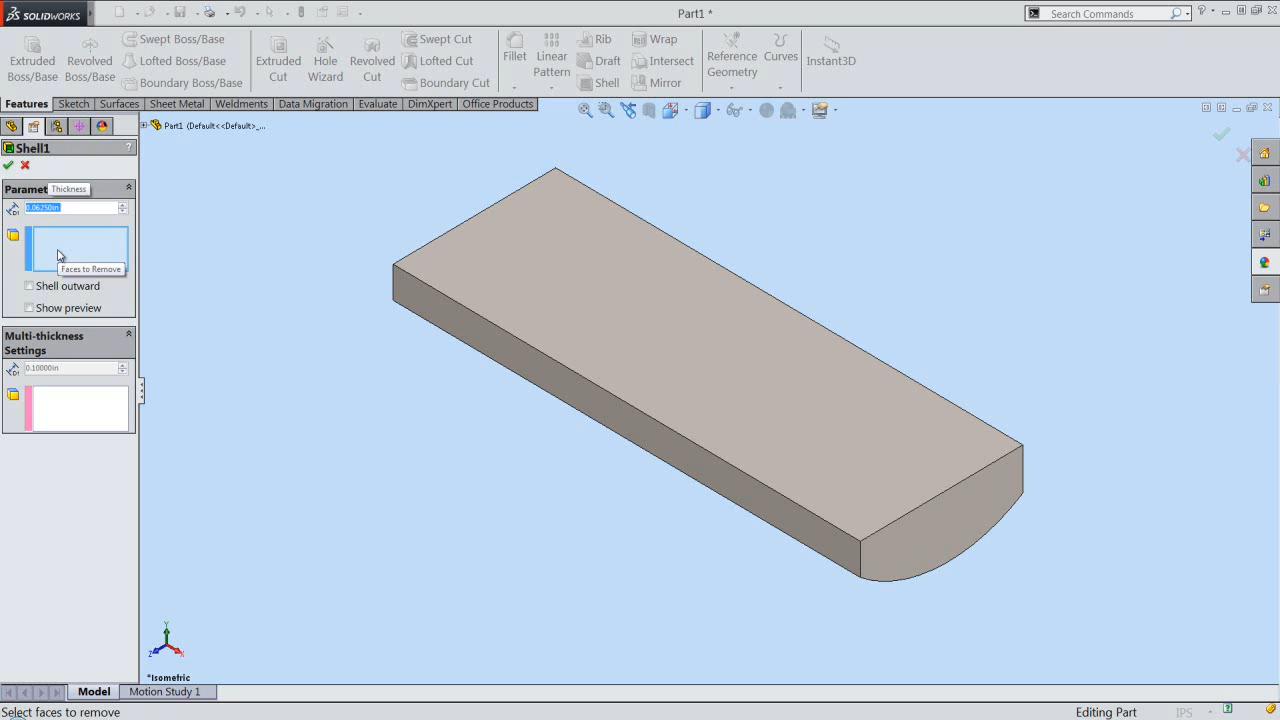 SOLIDWORKS
Part1 *
Search Commands
Extruded Boss/Base
Revolved Boss/Base
Swept Boss/Base
Lofted Boss/Base
Boundary Boss/Base
Extruded Cut
Hole Wizard
Revolved Cut
Swept Cut
Lofted Cut
Boundary Cut
Fillet
Linear Pattern
Rib
Draft
Shell
Wrap
Intersect
Mirror
Reference Geometry
Curves
Instant3D
Features Sketch Surfaces Sheet Metal Weldments Data Migration Evaluate DimXpert Office Products
Part1 (Default<<Default>_...
Shell1 ?
Paramet
Thickness
0.06250in
Faces to Remove
Shell outward
Show preview
Multi-thickness
Settings
0.10000in
Y
Z
X
*Isometric
Model Motion Study 1
Select faces to remove Editing Part IPS